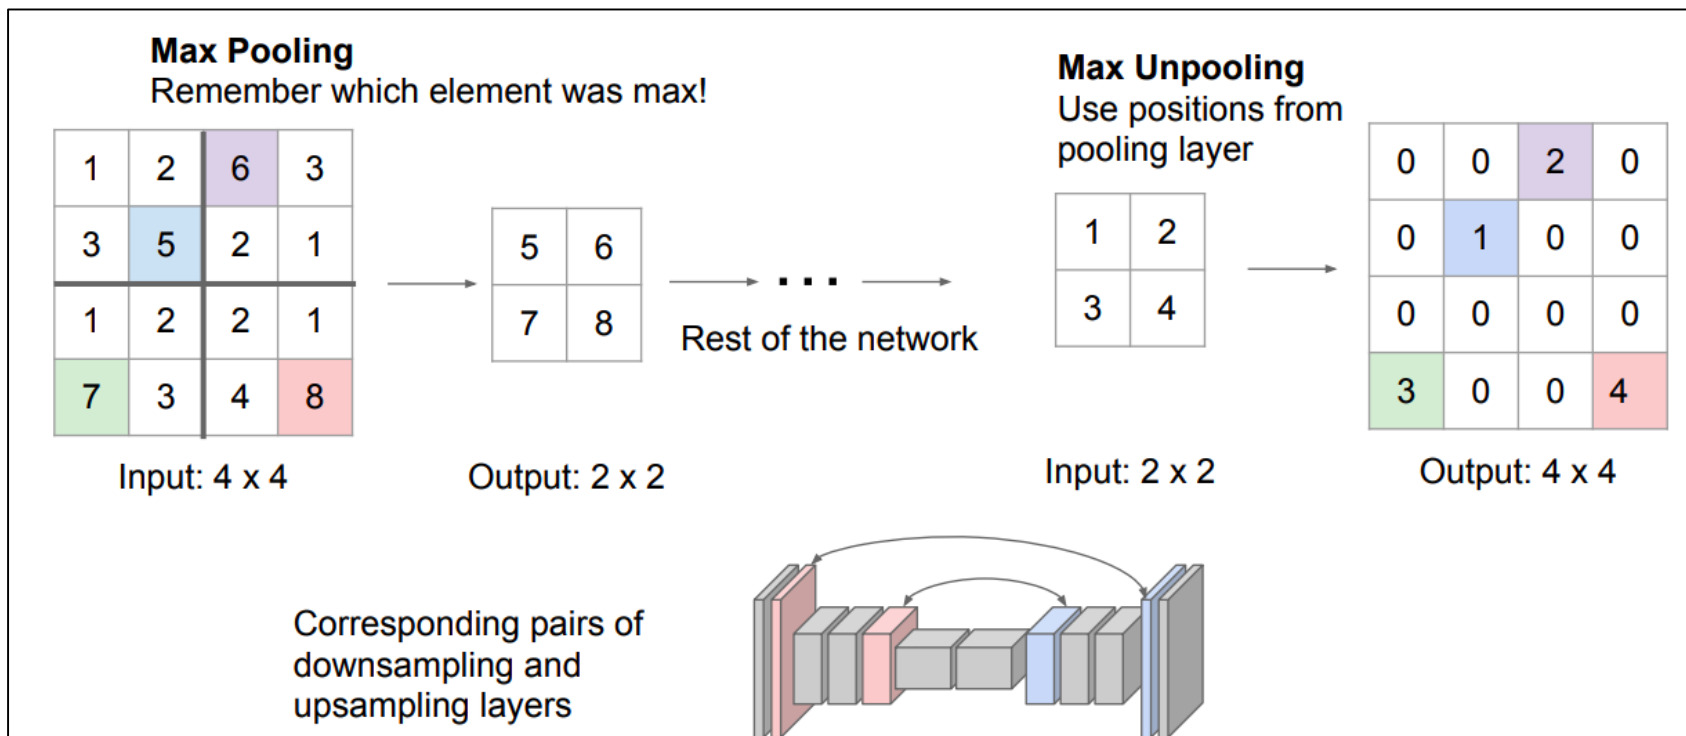 Max Pooling
Remember which element was max!
1 2 6 3
3 5 2 1
1 2 2 1
7 3 4 8
Input: 4 x 4
5 6
7 8
Output: 2 x 2
. . .
Rest of the network
Max Unpooling
Use positions from
pooling layer
1 2
3 4
Input: 2 x 2
0 0 2 0
0 1 0 0
0 0 0 0
3 0 0 4
Output: 4 x 4
Corresponding pairs of
downsampling and
upsampling layers